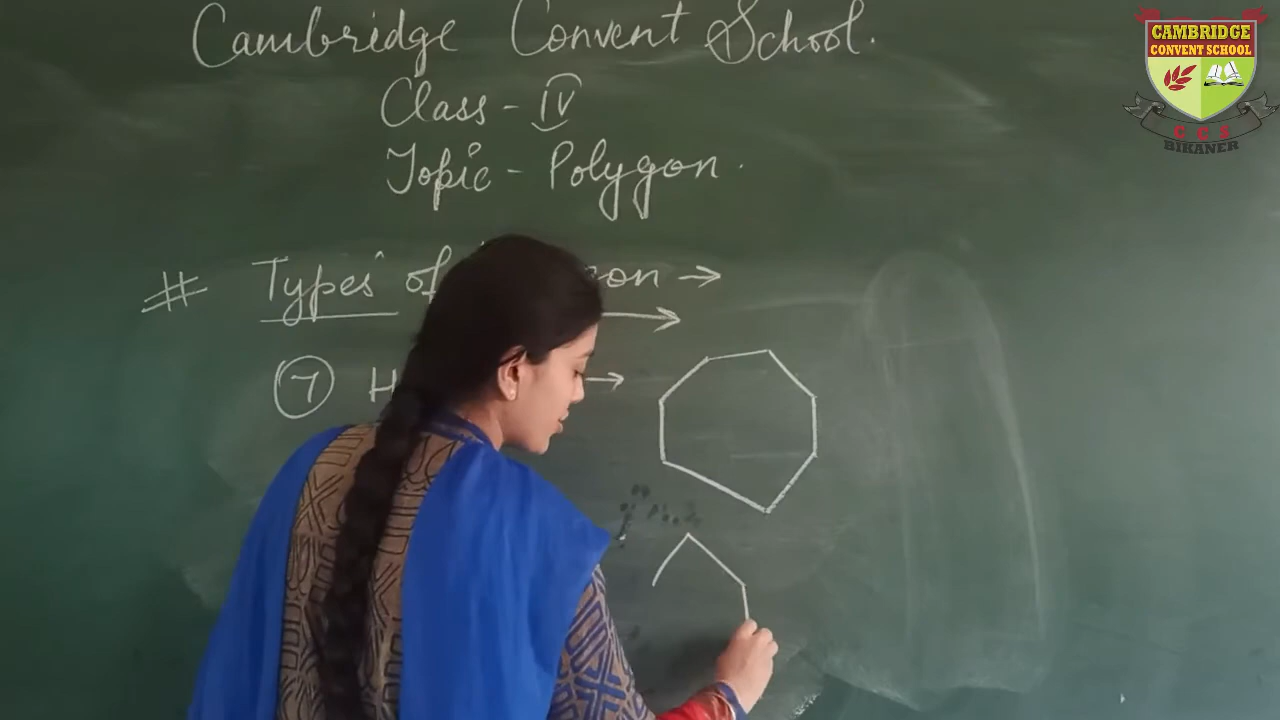 Cambridge Convent School.
Class - IV
Topic - Polygon.
# Types of on →
7 H →
CAMBRIDGE
CONVENT SCHOOL
C C S
BIKANER